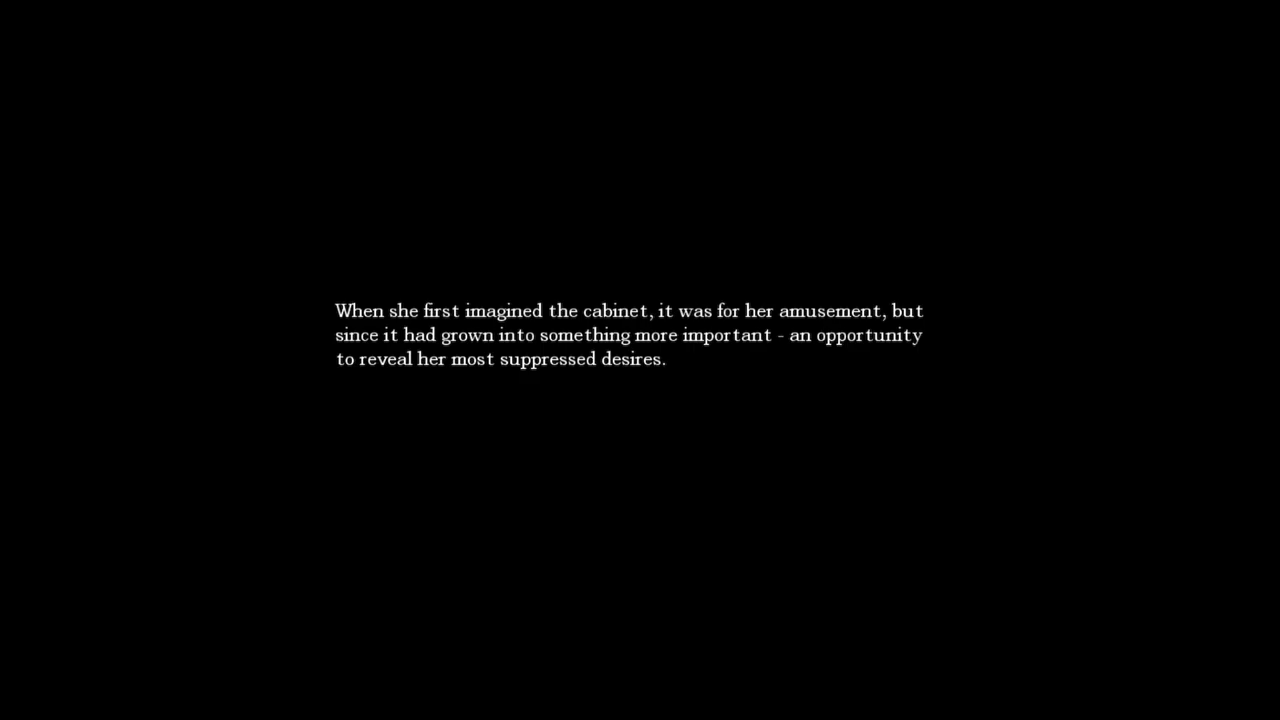 When she first imagined the cabinet, it was for her amusement, but
since it had grown into something more important - an opportunity
to reveal her most suppressed desires.